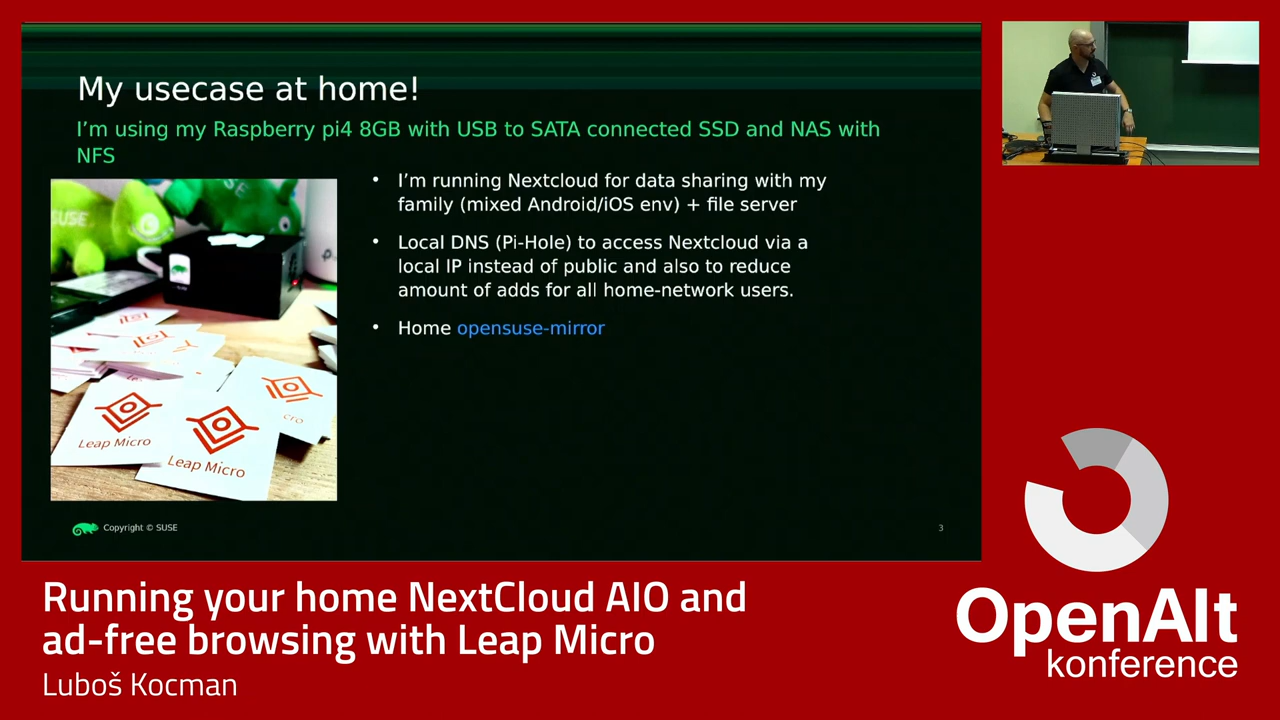 My usecase at home!
I’m using my Raspberry pi4 8GB with USB to SATA connected SSD and NAS with
NFS
• I’m running Nextcloud for data sharing with my
family (mixed Android/iOS env) + file server
• Local DNS (Pi-Hole) to access Nextcloud via a
local IP instead of public and also to reduce
amount of adds for all home-network users.
• Home opensuse-mirror
SUSE
Leap Micro
Leap Micro
cro
Copyright © SUSE
3
Running your home NextCloud AIO and
ad-free browsing with Leap Micro
Luboš Kocman
OpenAlt
konference